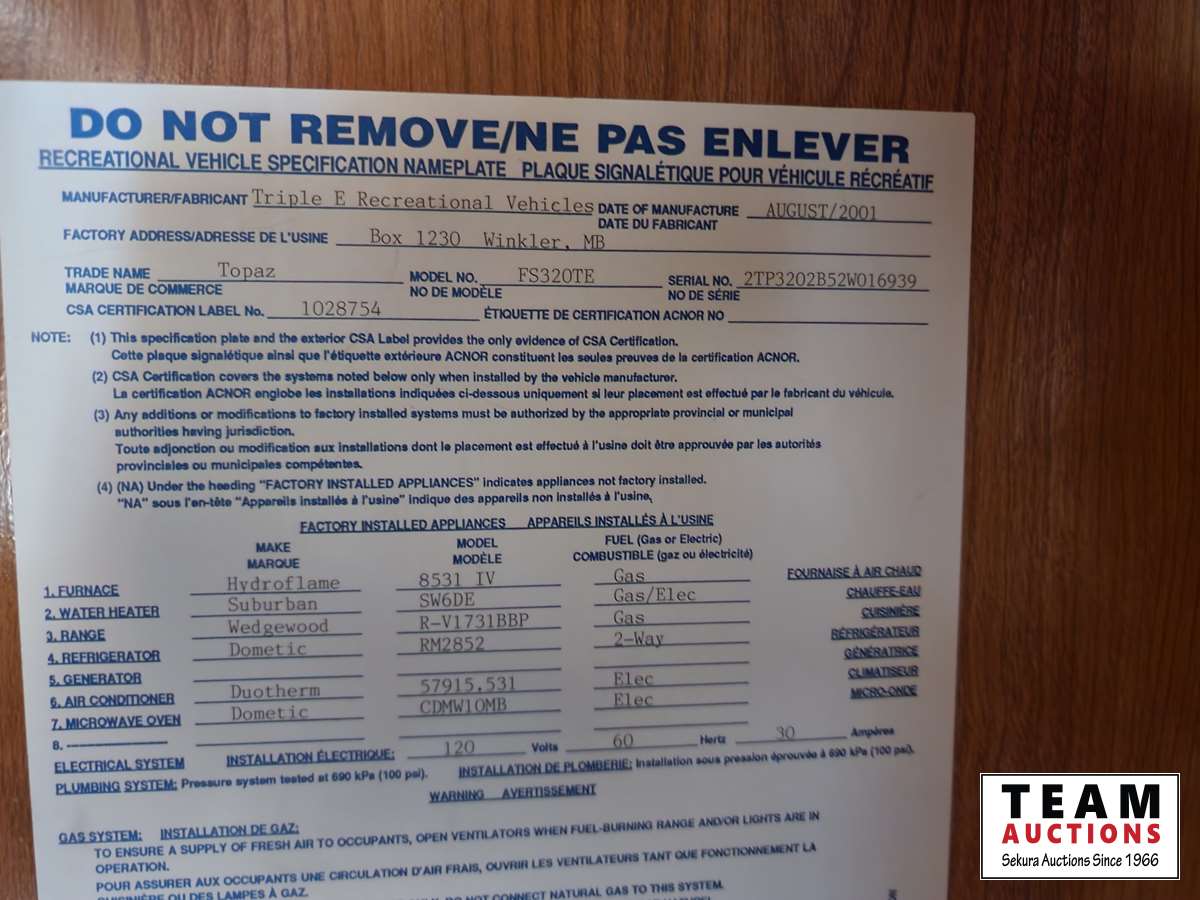 DO NOT REMOVE/NE PAS ENLEVER
RECREATIONAL VEHICLE SPECIFICATION NAMEPLATE PLAQUE SIGNALÉTIQUE POUR VÉHICULE RÉCRÉATIF
MANUFACTURER/FABRICANT Triple E Recreational Vehicles DATE OF MANUFACTURE AUGUST/2001
DATE DU FABRICANT
FACTORY ADDRESS/ADRESSE DE L'USINE Box 1230 Winkler, MB
TRADE NAME Topaz MODEL NO. FS320TE SERIAL NO. 2TP3202B52W016939
MARQUE DE COMMERCE NO DE MODÈLE NO DE SÉRIE
CSA CERTIFICATION LABEL No. 1028754 ÉTIQUETTE DE CERTIFICATION ACNOR NO
NOTE: (1) This specification plate and the exterior CSA Label provides the only evidence of CSA Certification.
Cette plaque signalétique ainsi que l'étiquette extérieure ACNOR constituent les seules preuves de la certification ACNOR.
(2) CSA Certification covers the systems noted below only when installed by the vehicle manufacturer.
La certification ACNOR englobe les installations indiquées ci-dessous uniquement si leur placement est effectué par le fabricant du véhicule.
(3) Any additions or modifications to factory installed systems must be authorized by the appropriate provincial or municipal
authorities having jurisdiction.
Toute adjonction ou modification aux installations dont le placement est effectué à l'usine doit être approuvée par les autorités
provinciales ou municipales compétentes.
(4) (NA) Under the heading "FACTORY INSTALLED APPLIANCES" indicates appliances not factory installed.
"NA" sous l'en-tête "Appareils installés à l'usine" indique des appareils non installés à l'usine.
FACTORY INSTALLED APPLIANCES APPAREILS INSTALLÉS À L'USINE
MAKE MODEL FUEL (Gas or Electric)
MARQUE MODÈLE COMBUSTIBLE (gaz ou électricité)
1. FURNACE Hydroflame 8531 IV Gas FOURNAISE À AIR CHAUD
2. WATER HEATER Suburban SW6DE Gas/Elec CHAUFFE-EAU
3. RANGE Wedgewood R-V1731BBP Gas CUISINIÈRE
4. REFRIGERATOR Dometic RM2852 2-Way RÉFRIGÉRATEUR
5. GENERATOR GÉNÉRATRICE
6. AIR CONDITIONER Duotherm 57915.531 Elec CLIMATISEUR
7. MICROWAVE OVEN Dometic CDMW10MB Elec MICRO-ONDE
8. ---------------
ELECTRICAL SYSTEM INSTALLATION ÉLECTRIQUE: 120 Volts 60 Hertz 30 Ampères
PLUMBING SYSTEM: Pressure system tested at 690 kPa (100 psi). INSTALLATION DE PLOMBERIE: Installation sous pression éprouvée à 690 kPa (100 psi).
WARNING AVERTISSEMENT
GAS SYSTEM: INSTALLATION DE GAZ:
TO ENSURE A SUPPLY OF FRESH AIR TO OCCUPANTS, OPEN VENTILATORS WHEN FUEL-BURNING RANGE AND/OR LIGHTS ARE IN
OPERATION.
POUR ASSURER AUX OCCUPANTS UNE CIRCULATION D'AIR FRAIS, OUVRIR LES VENTILATEURS TANT QUE FONCTIONNEMENT LA
CUISINIÈRE OU DES LAMPES À GAZ.
DO NOT CONNECT NATURAL GAS TO THIS SYSTEM.
TEAM
AUCTIONS
Sekura Auctions Since 1966